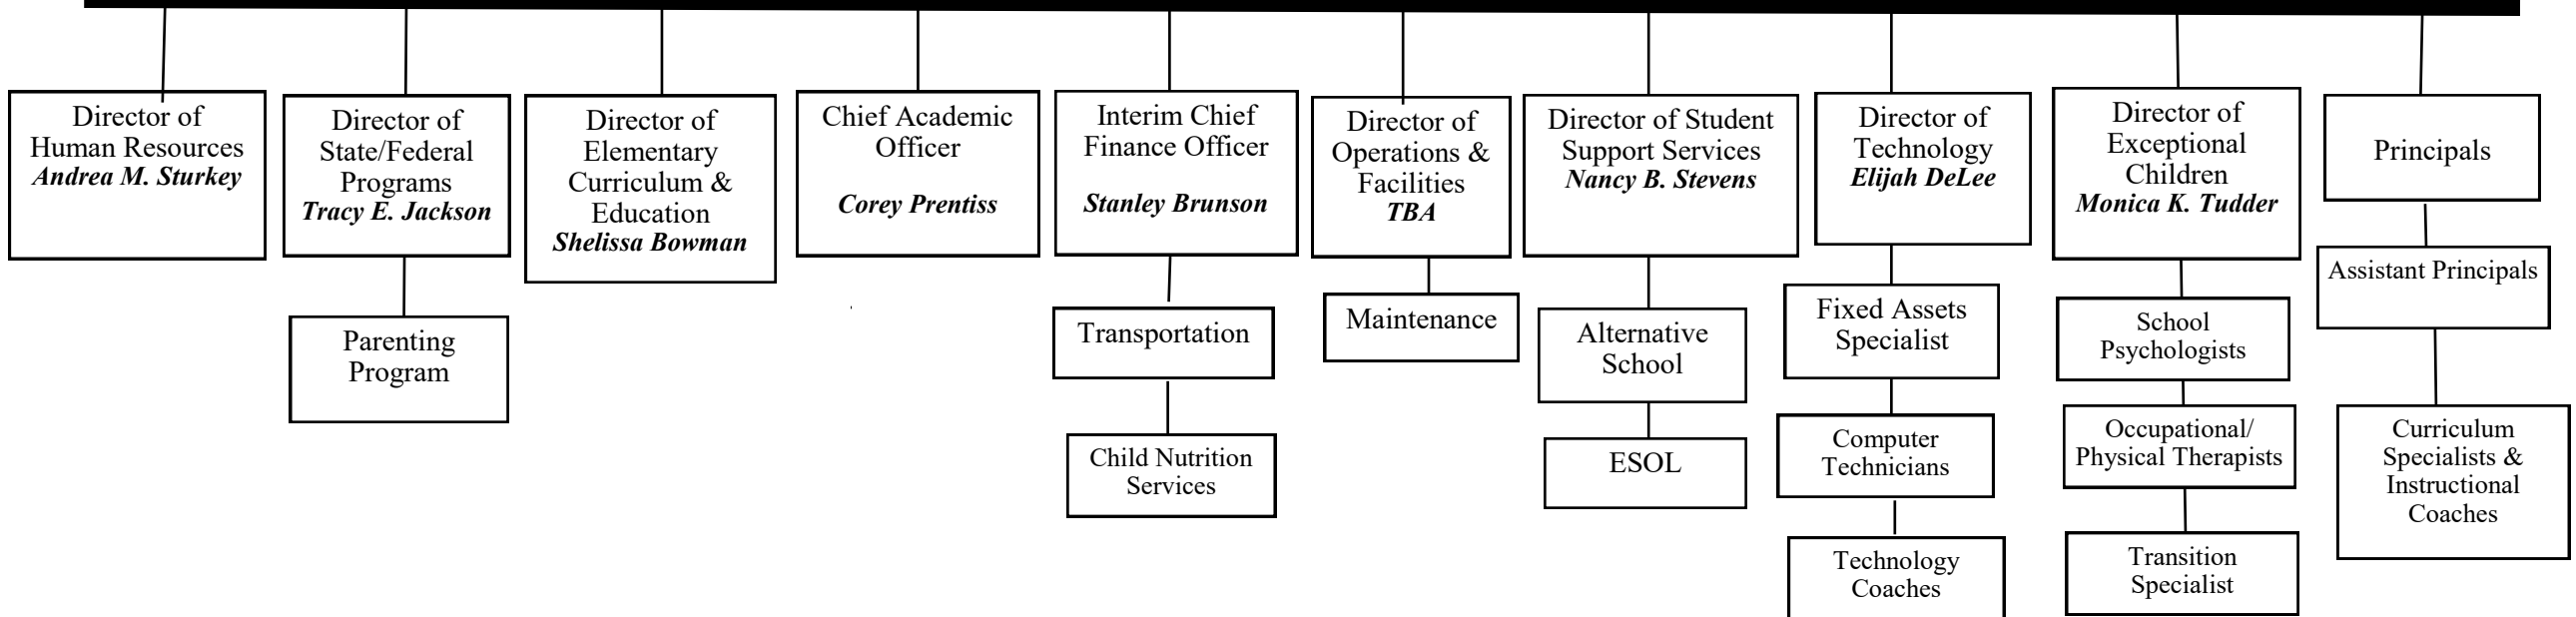 Director of
Human Resources
Andrea M. Sturkey
Director of
State/Federal
Programs
Tracy E. Jackson
Parenting
Program
Director of
Elementary
Curriculum &
Education
Shelissa Bowman
Chief Academic
Officer
Corey Prentiss
Interim Chief
Finance Officer
Stanley Brunson
Transportation
Child Nutrition
Services
Director of
Operations &
Facilities
TBA
Maintenance
Director of Student
Support Services
Nancy B. Stevens
Alternative
School
ESOL
Director of
Technology
Elijah DeLee
Fixed Assets
Specialist
Computer
Technicians
Technology
Coaches
Director of
Exceptional
Children
Monica K. Tudder
School
Psychologists
Occupational/
Physical Therapists
Transition
Specialist
Principals
Assistant Principals
Curriculum
Specialists &
Instructional
Coaches